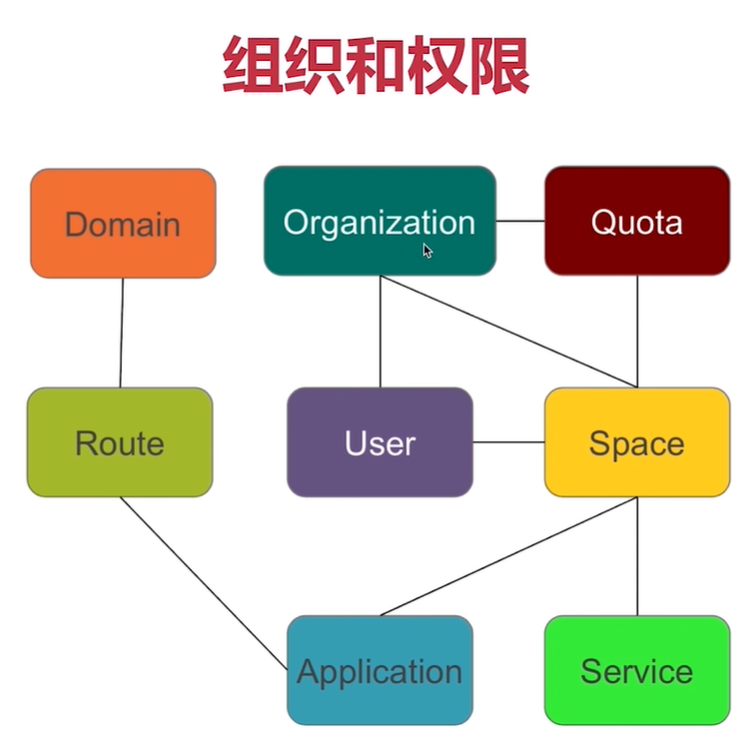 组织和权限
Domain
Organization
Quota
Route
User
Space
Application
Service